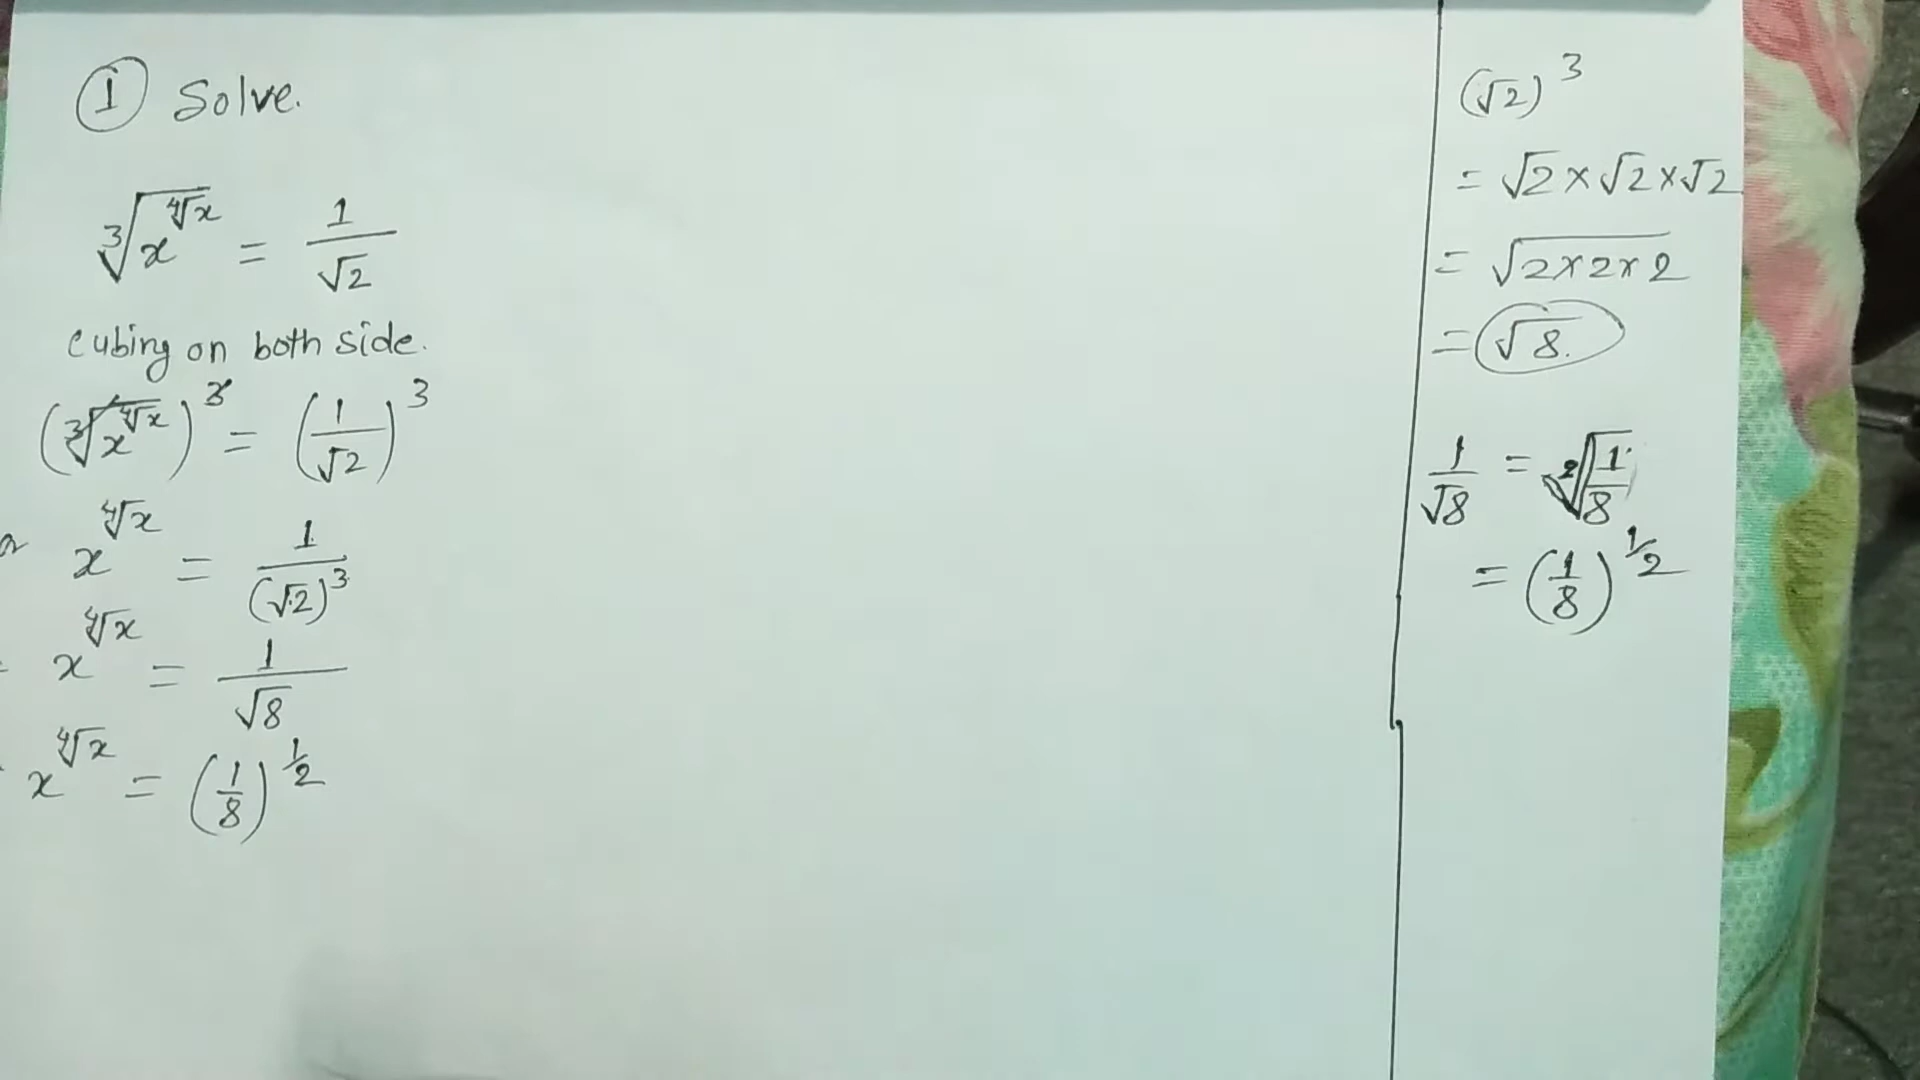 ① Solve.
∛(x^(∜x)) = 1/√2
cubing on both side.
(∛(x^(∜x)))^3 = (1/√2)^3
x^(∜x) = 1/(√2)^3
x^(∜x) = 1/√8
x^(∜x) = (1/8)^(1/2)
(√2)^3
= √2 × √2 × √2
= √(2×2×2)
= √8.
1/√8 = ²√(1/8)
= (1/8)^(1/2)